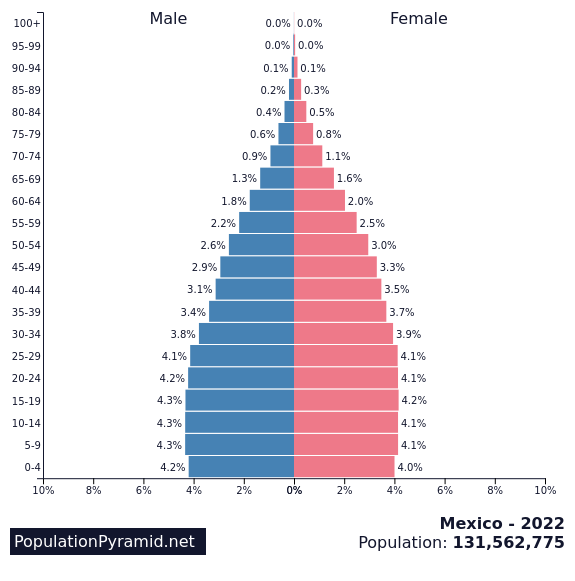 Male Female
100+ 0.0% 0.0%
95-99 0.0% 0.0%
90-94 0.1% 0.1%
85-89 0.2% 0.3%
80-84 0.4% 0.5%
75-79 0.6% 0.8%
70-74 0.9% 1.1%
65-69 1.3% 1.6%
60-64 1.8% 2.0%
55-59 2.2% 2.5%
50-54 2.6% 3.0%
45-49 2.9% 3.3%
40-44 3.1% 3.5%
35-39 3.4% 3.7%
30-34 3.8% 3.9%
25-29 4.1% 4.1%
20-24 4.2% 4.1%
15-19 4.3% 4.2%
10-14 4.3% 4.1%
5-9 4.3% 4.1%
0-4 4.2% 4.0%
10% 8% 6% 4% 2% 0% 2% 4% 6% 8% 10%
Mexico - 2022
PopulationPyramid.net Population: 131,562,775